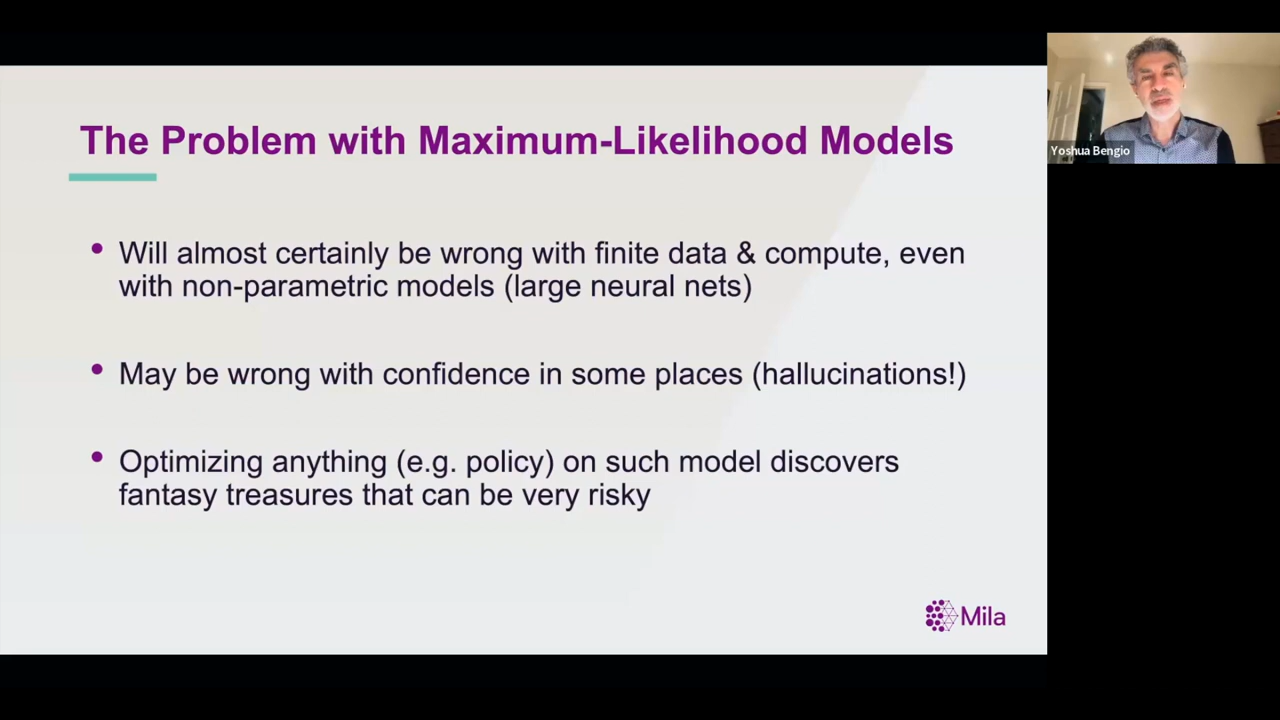 The Problem with Maximum-Likelihood Models
• Will almost certainly be wrong with finite data & compute, even
with non-parametric models (large neural nets)
• May be wrong with confidence in some places (hallucinations!)
• Optimizing anything (e.g. policy) on such model discovers
fantasy treasures that can be very risky
Mila
Yoshua Bengio